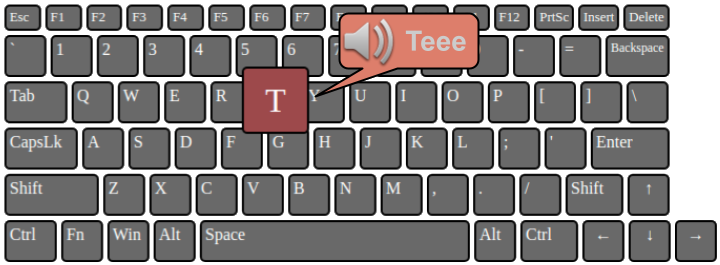 Esc F1 F2 F3 F4 F5 F6 F7 F12 PrtSc Insert Delete
Teee
` 1 2 3 4 5 6 7 - = Backspace
Tab Q W E R T Y U I O P [ ] \
CapsLk A S D F G H J K L ; ' Enter
Shift Z X C V B N M , . / Shift ↑
Ctrl Fn Win Alt Space Alt Ctrl ← ↓ →